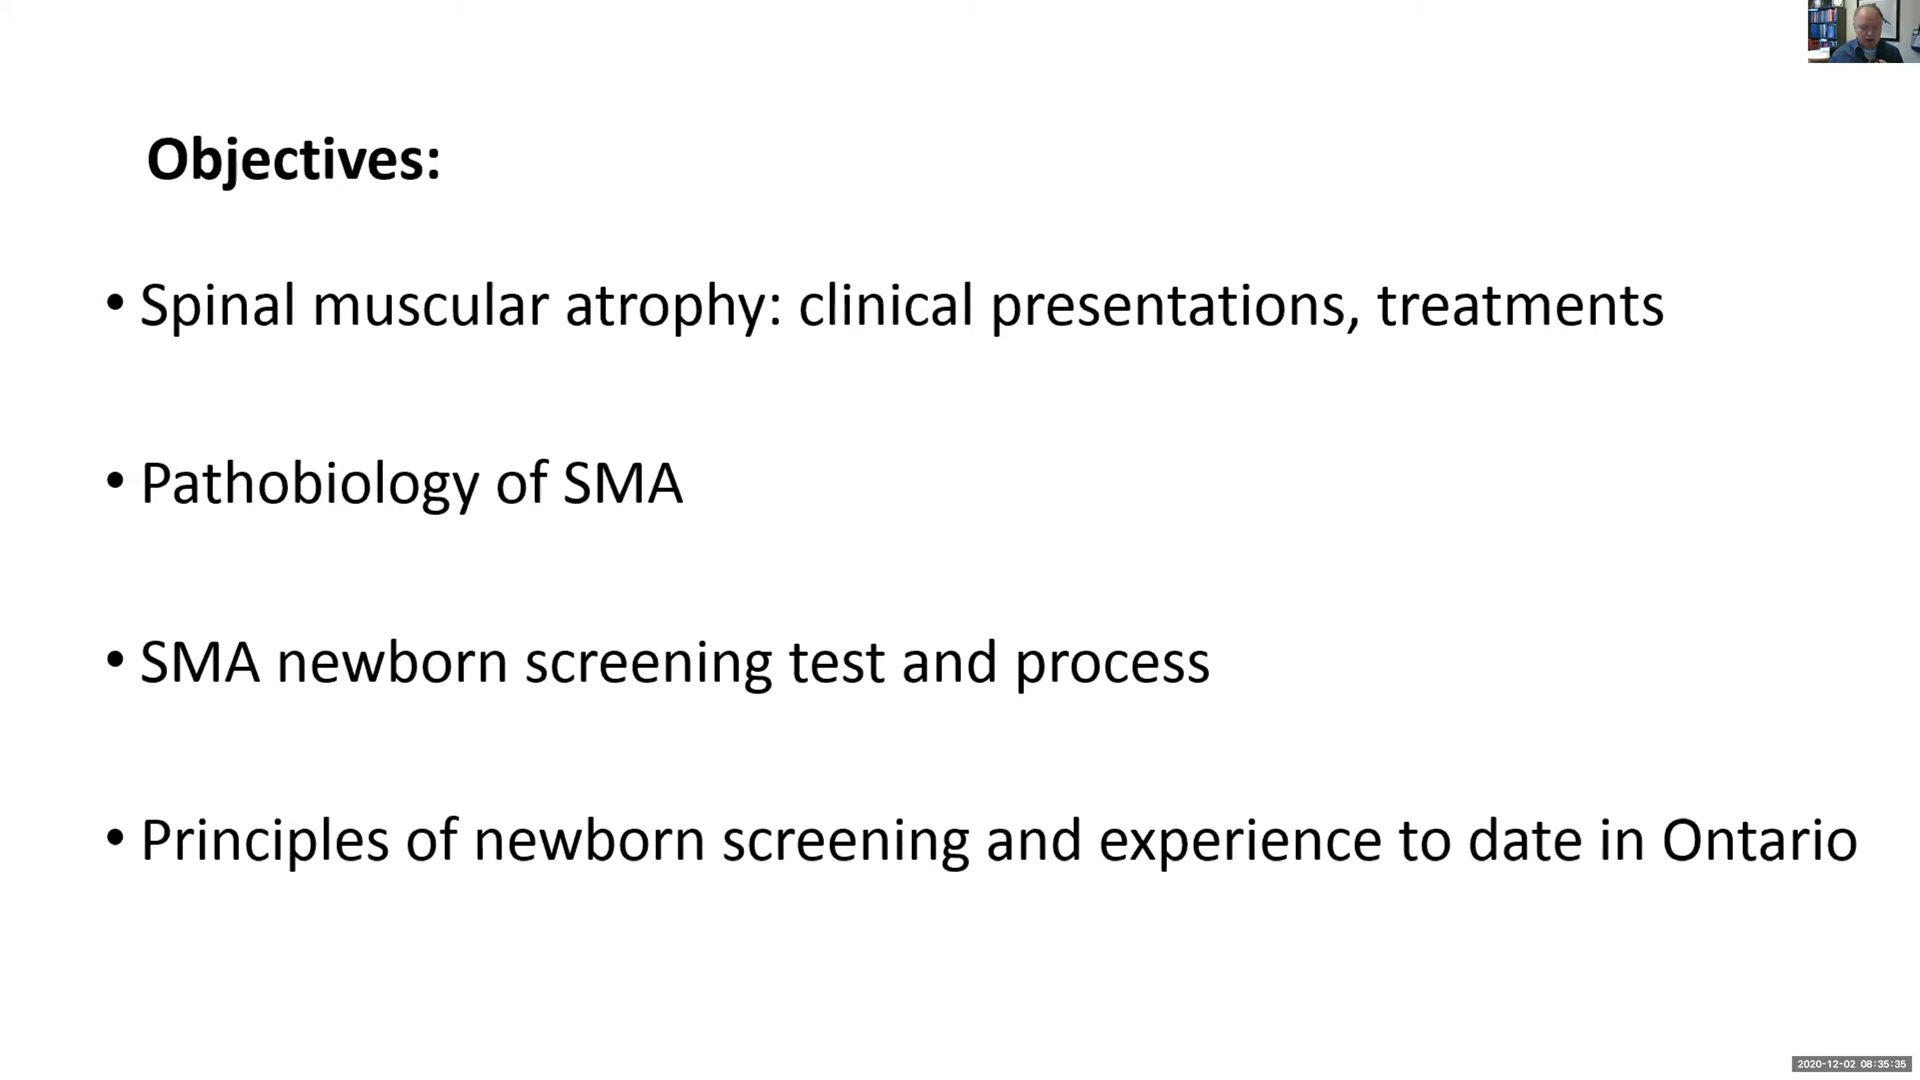 Objectives:
• Spinal muscular atrophy: clinical presentations, treatments
• Pathobiology of SMA
• SMA newborn screening test and process
• Principles of newborn screening and experience to date in Ontario
2020-12-02 08:35:35